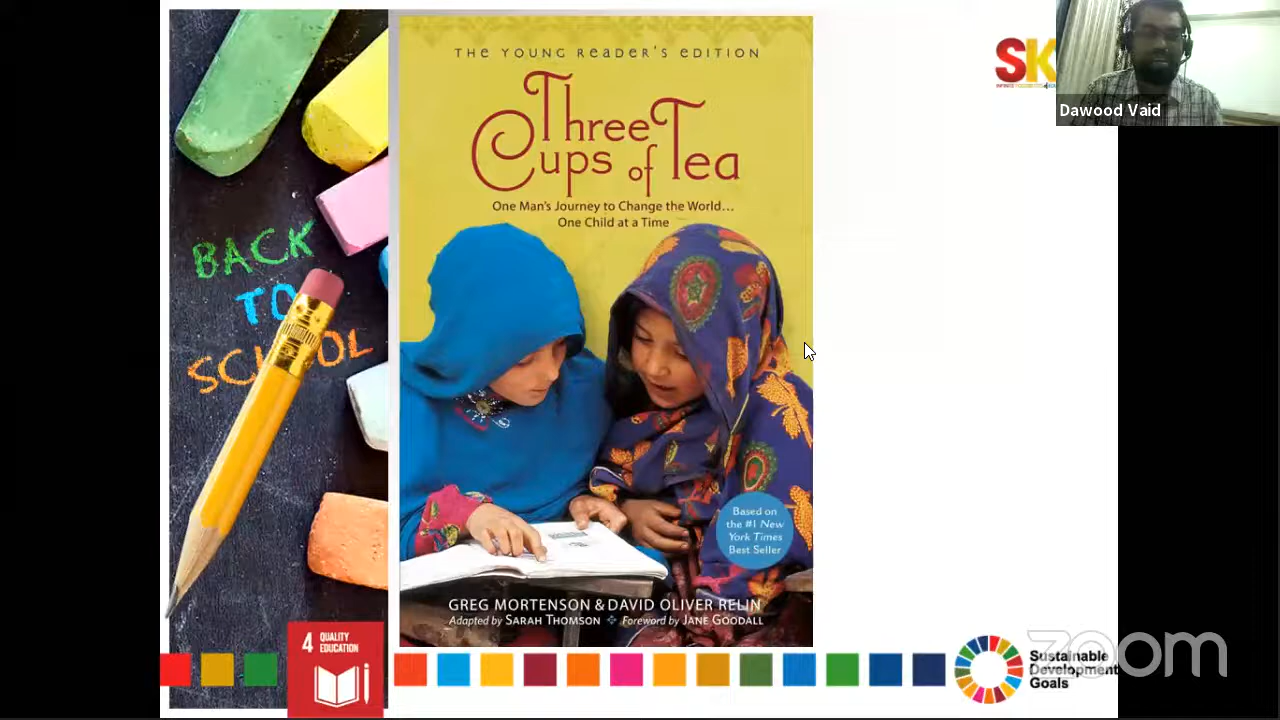 BACK
TO
SCHOOL
THE YOUNG READER'S EDITION
Three
Cups of Tea
One Man's Journey to Change the World...
One Child at a Time
Based on
the #1 New
York Times
Best Seller
GREG MORTENSON & DAVID OLIVER RELIN
Adapted by SARAH THOMSON ❖ Foreword by JANE GOODALL
4 QUALITY
EDUCATION
SK
Dawood Vaid
Sustainable
Development
Goals
zoom